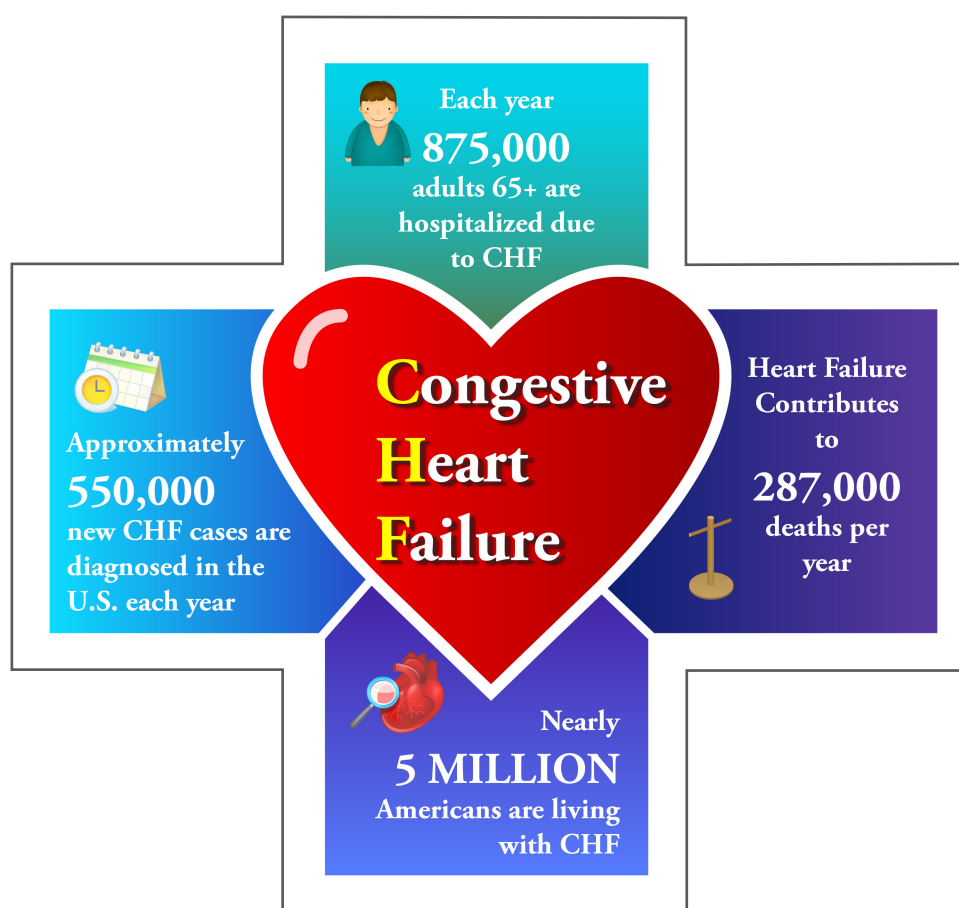 Each year
875,000
adults 65+ are
hospitalized due
to CHF
Congestive
Heart
Failure
Approximately
550,000
new CHF cases are
diagnosed in the
U.S. each year
Heart Failure
Contributes
to
287,000
deaths per
year
Nearly
5 MILLION
Americans are living
with CHF